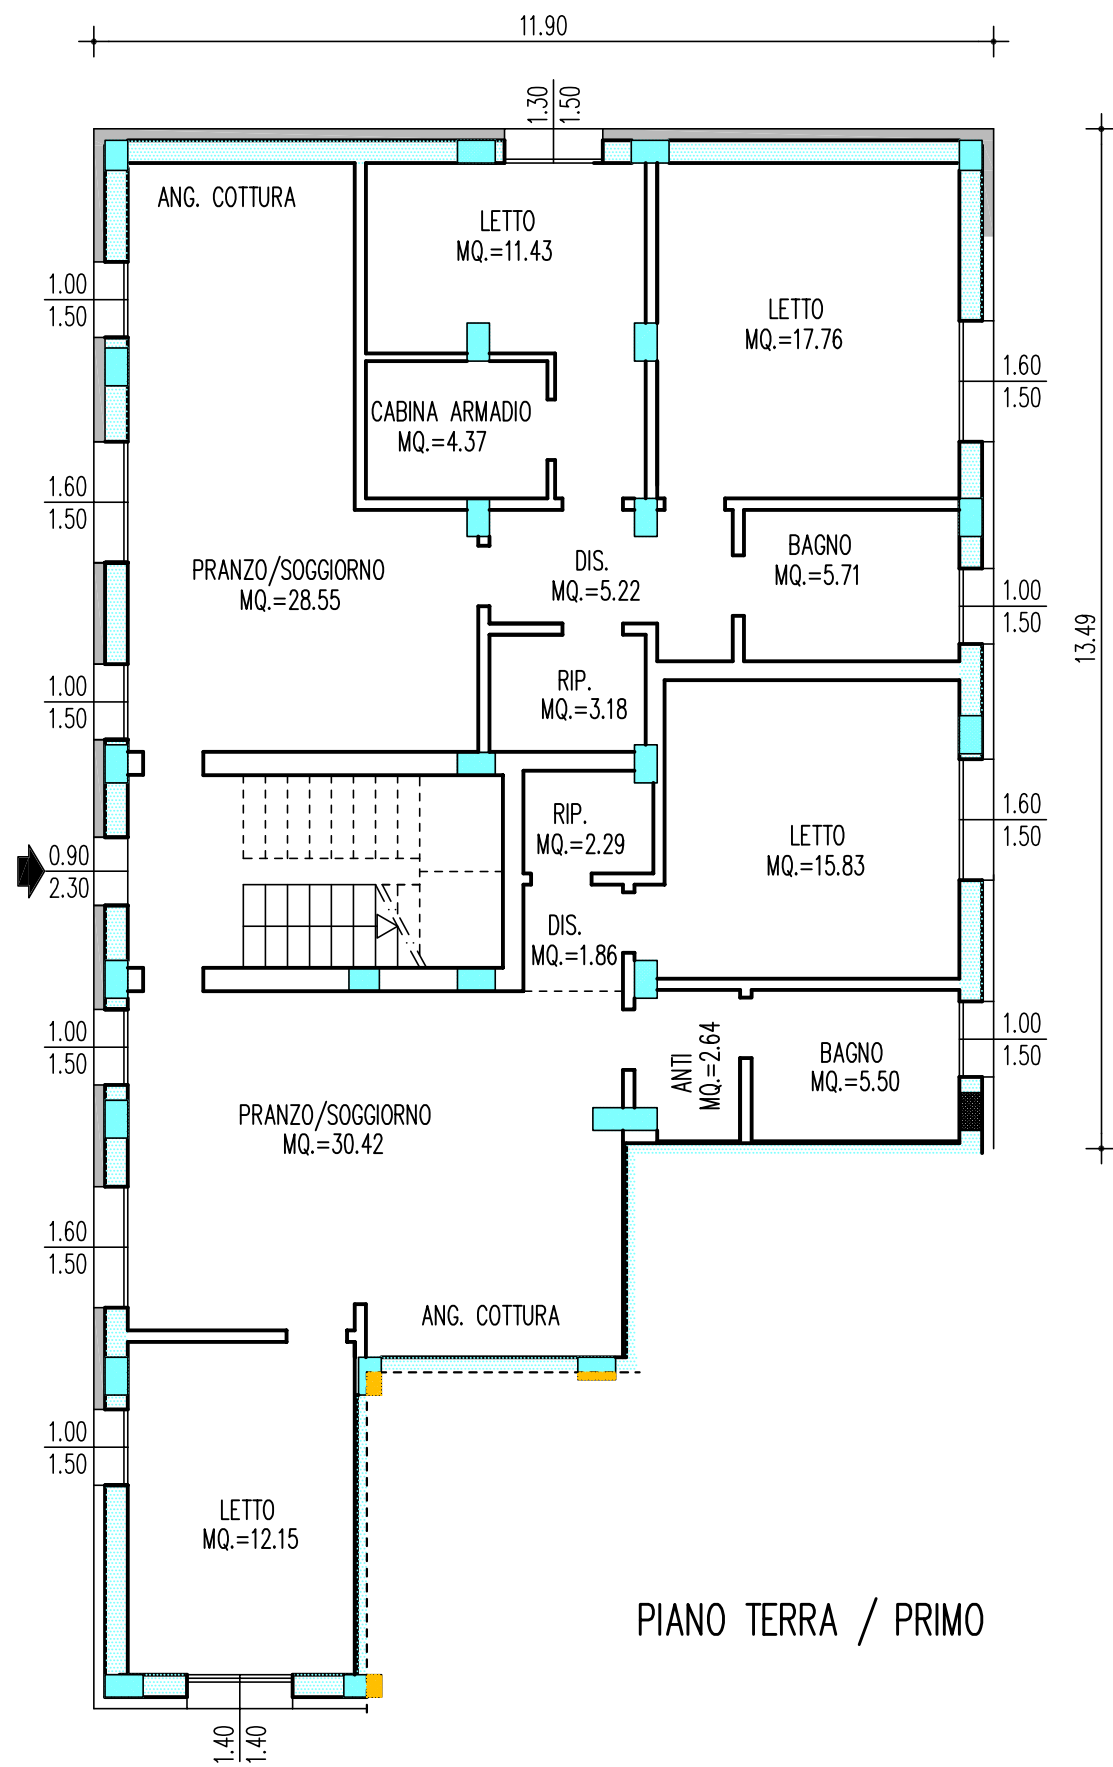 11.90
1.30
1.50
ANG. COTTURA
LETTO
MQ.=11.43
1.00
1.50
LETTO
MQ.=17.76
1.60
1.50
CABINA ARMADIO
MQ.=4.37
1.60
1.50
PRANZO/SOGGIORNO
MQ.=28.55
DIS.
MQ.=5.22
BAGNO
MQ.=5.71
1.00
1.50
13.49
RIP.
MQ.=3.18
1.00
1.50
RIP.
MQ.=2.29
LETTO
MQ.=15.83
1.60
1.50
0.90
2.30
DIS.
MQ.=1.86
1.00
1.50
ANTI
MQ.=2.64
BAGNO
MQ.=5.50
1.00
1.50
PRANZO/SOGGIORNO
MQ.=30.42
1.60
1.50
ANG. COTTURA
1.00
1.50
LETTO
MQ.=12.15
PIANO TERRA / PRIMO
1.40
1.40